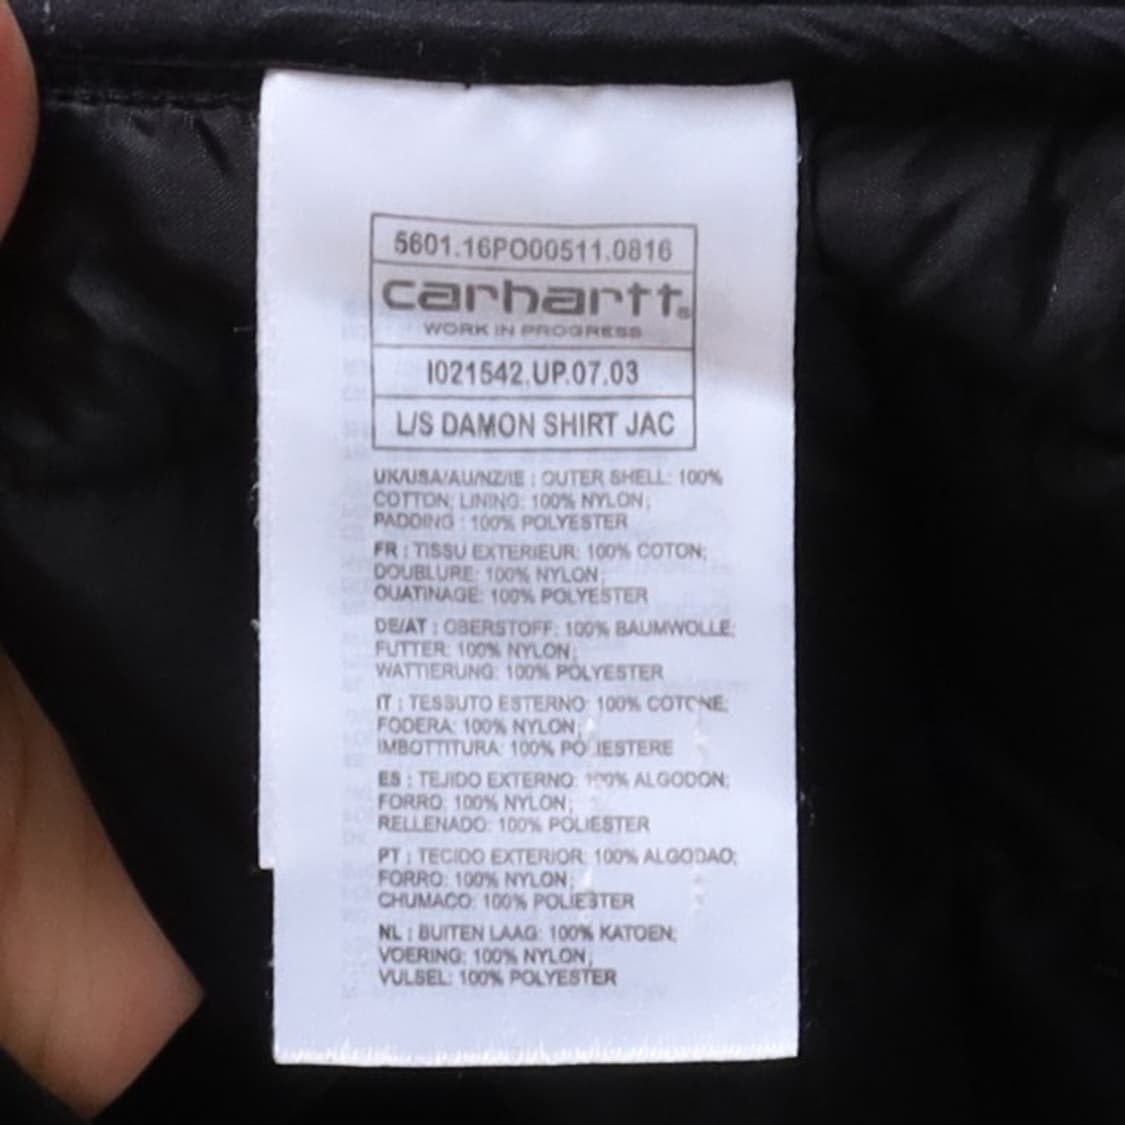 5601.16PO00511.0816
carhartt®
WORK IN PROGRESS
I021542.UP.07.03
L/S DAMON SHIRT JAC
UK/USA/AU/NZ/IE : OUTER SHELL: 100%
COTTON; LINING: 100% NYLON;
PADDING : 100% POLYESTER
FR : TISSU EXTERIEUR: 100% COTON;
DOUBLURE: 100% NYLON;
OUATINAGE: 100% POLYESTER
DE/AT : OBERSTOFF: 100% BAUMWOLLE;
FUTTER: 100% NYLON;
WATTIERUNG: 100% POLYESTER
IT : TESSUTO ESTERNO: 100% COTONE;
FODERA: 100% NYLON;
IMBOTTITURA: 100% POLIESTERE
ES : TEJIDO EXTERNO: 100% ALGODON;
FORRO: 100% NYLON;
RELLENADO: 100% POLIESTER
PT : TECIDO EXTERIOR: 100% ALGODAO;
FORRO: 100% NYLON;
CHUMACO: 100% POLIESTER
NL : BUITEN LAAG: 100% KATOEN;
VOERING: 100% NYLON;
VULSEL: 100% POLYESTER